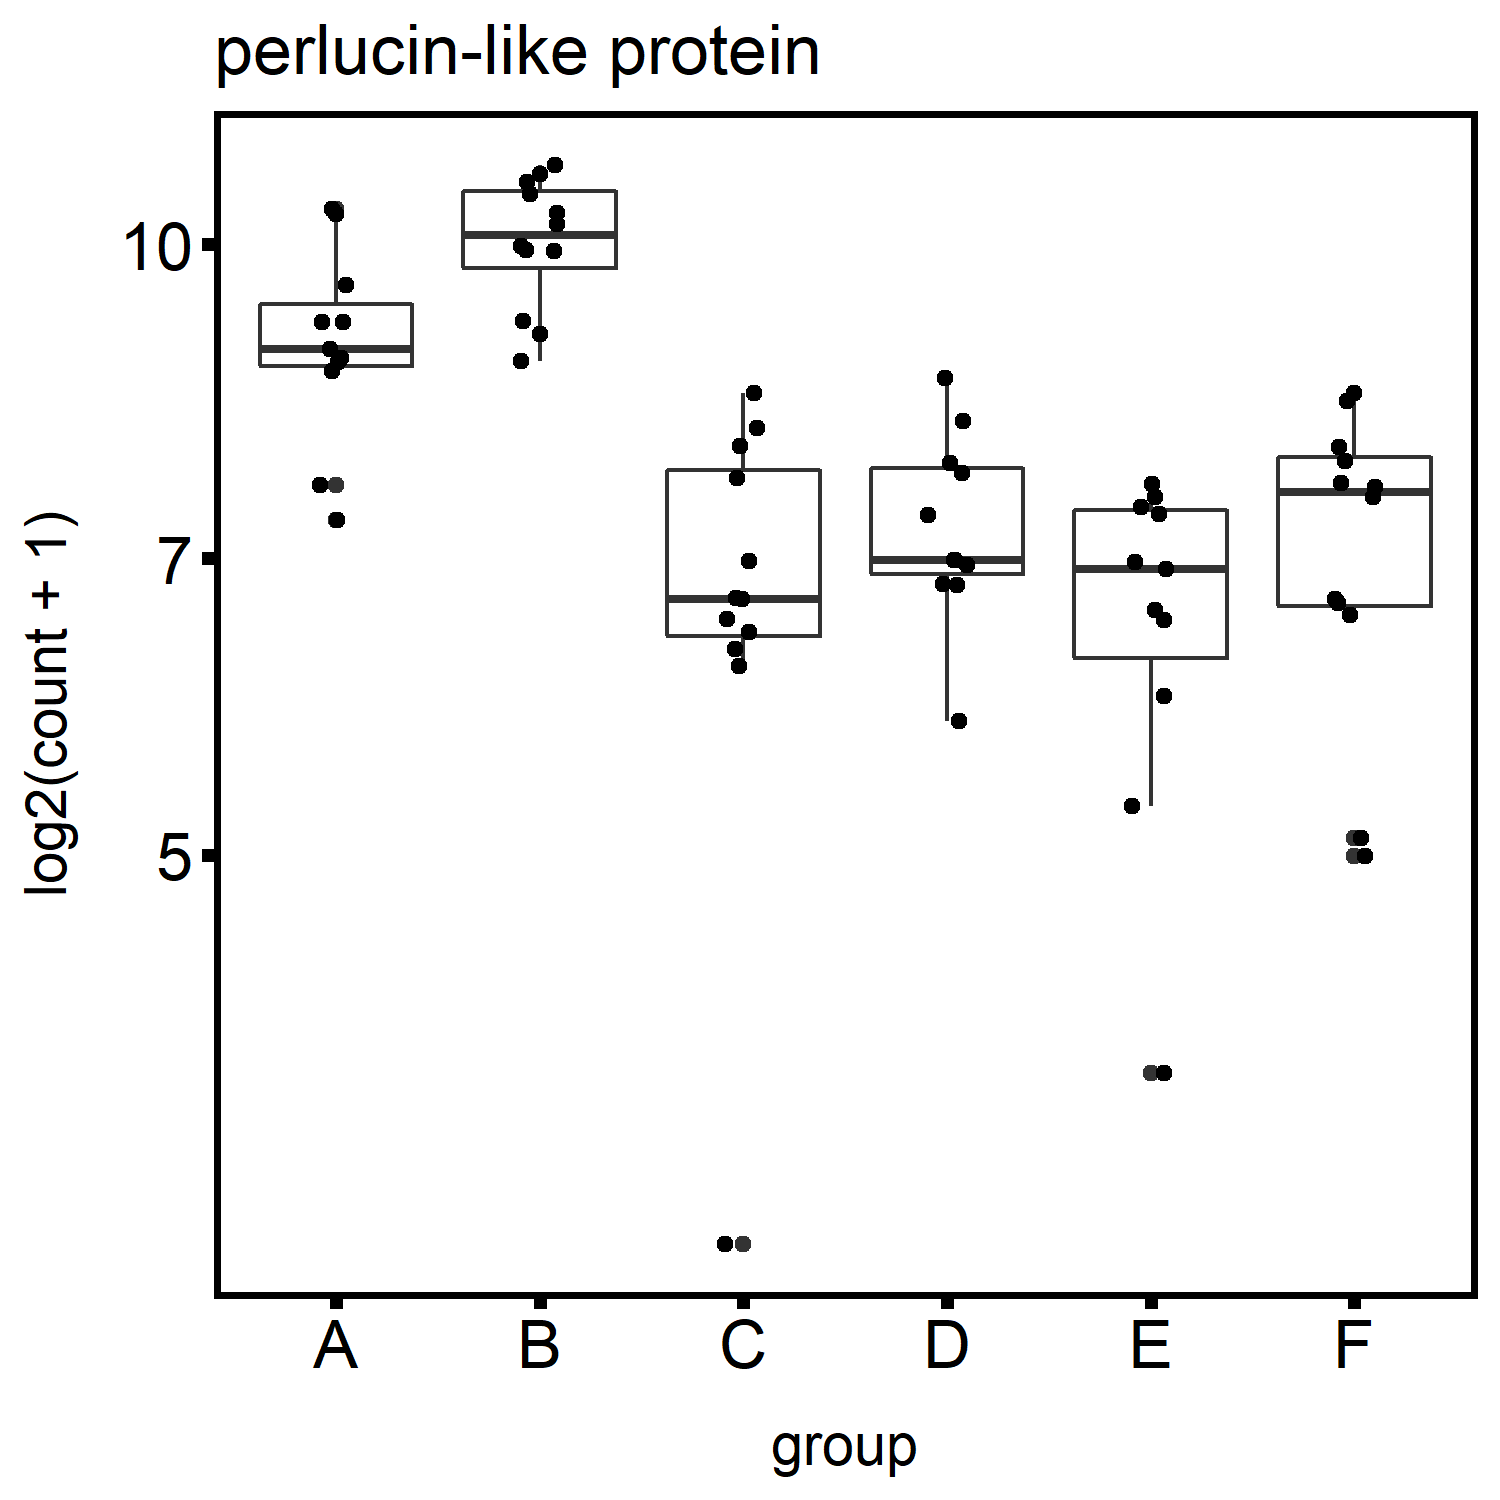 perlucin-like protein
log2(count + 1)
10
7
5
A B C D E F
group